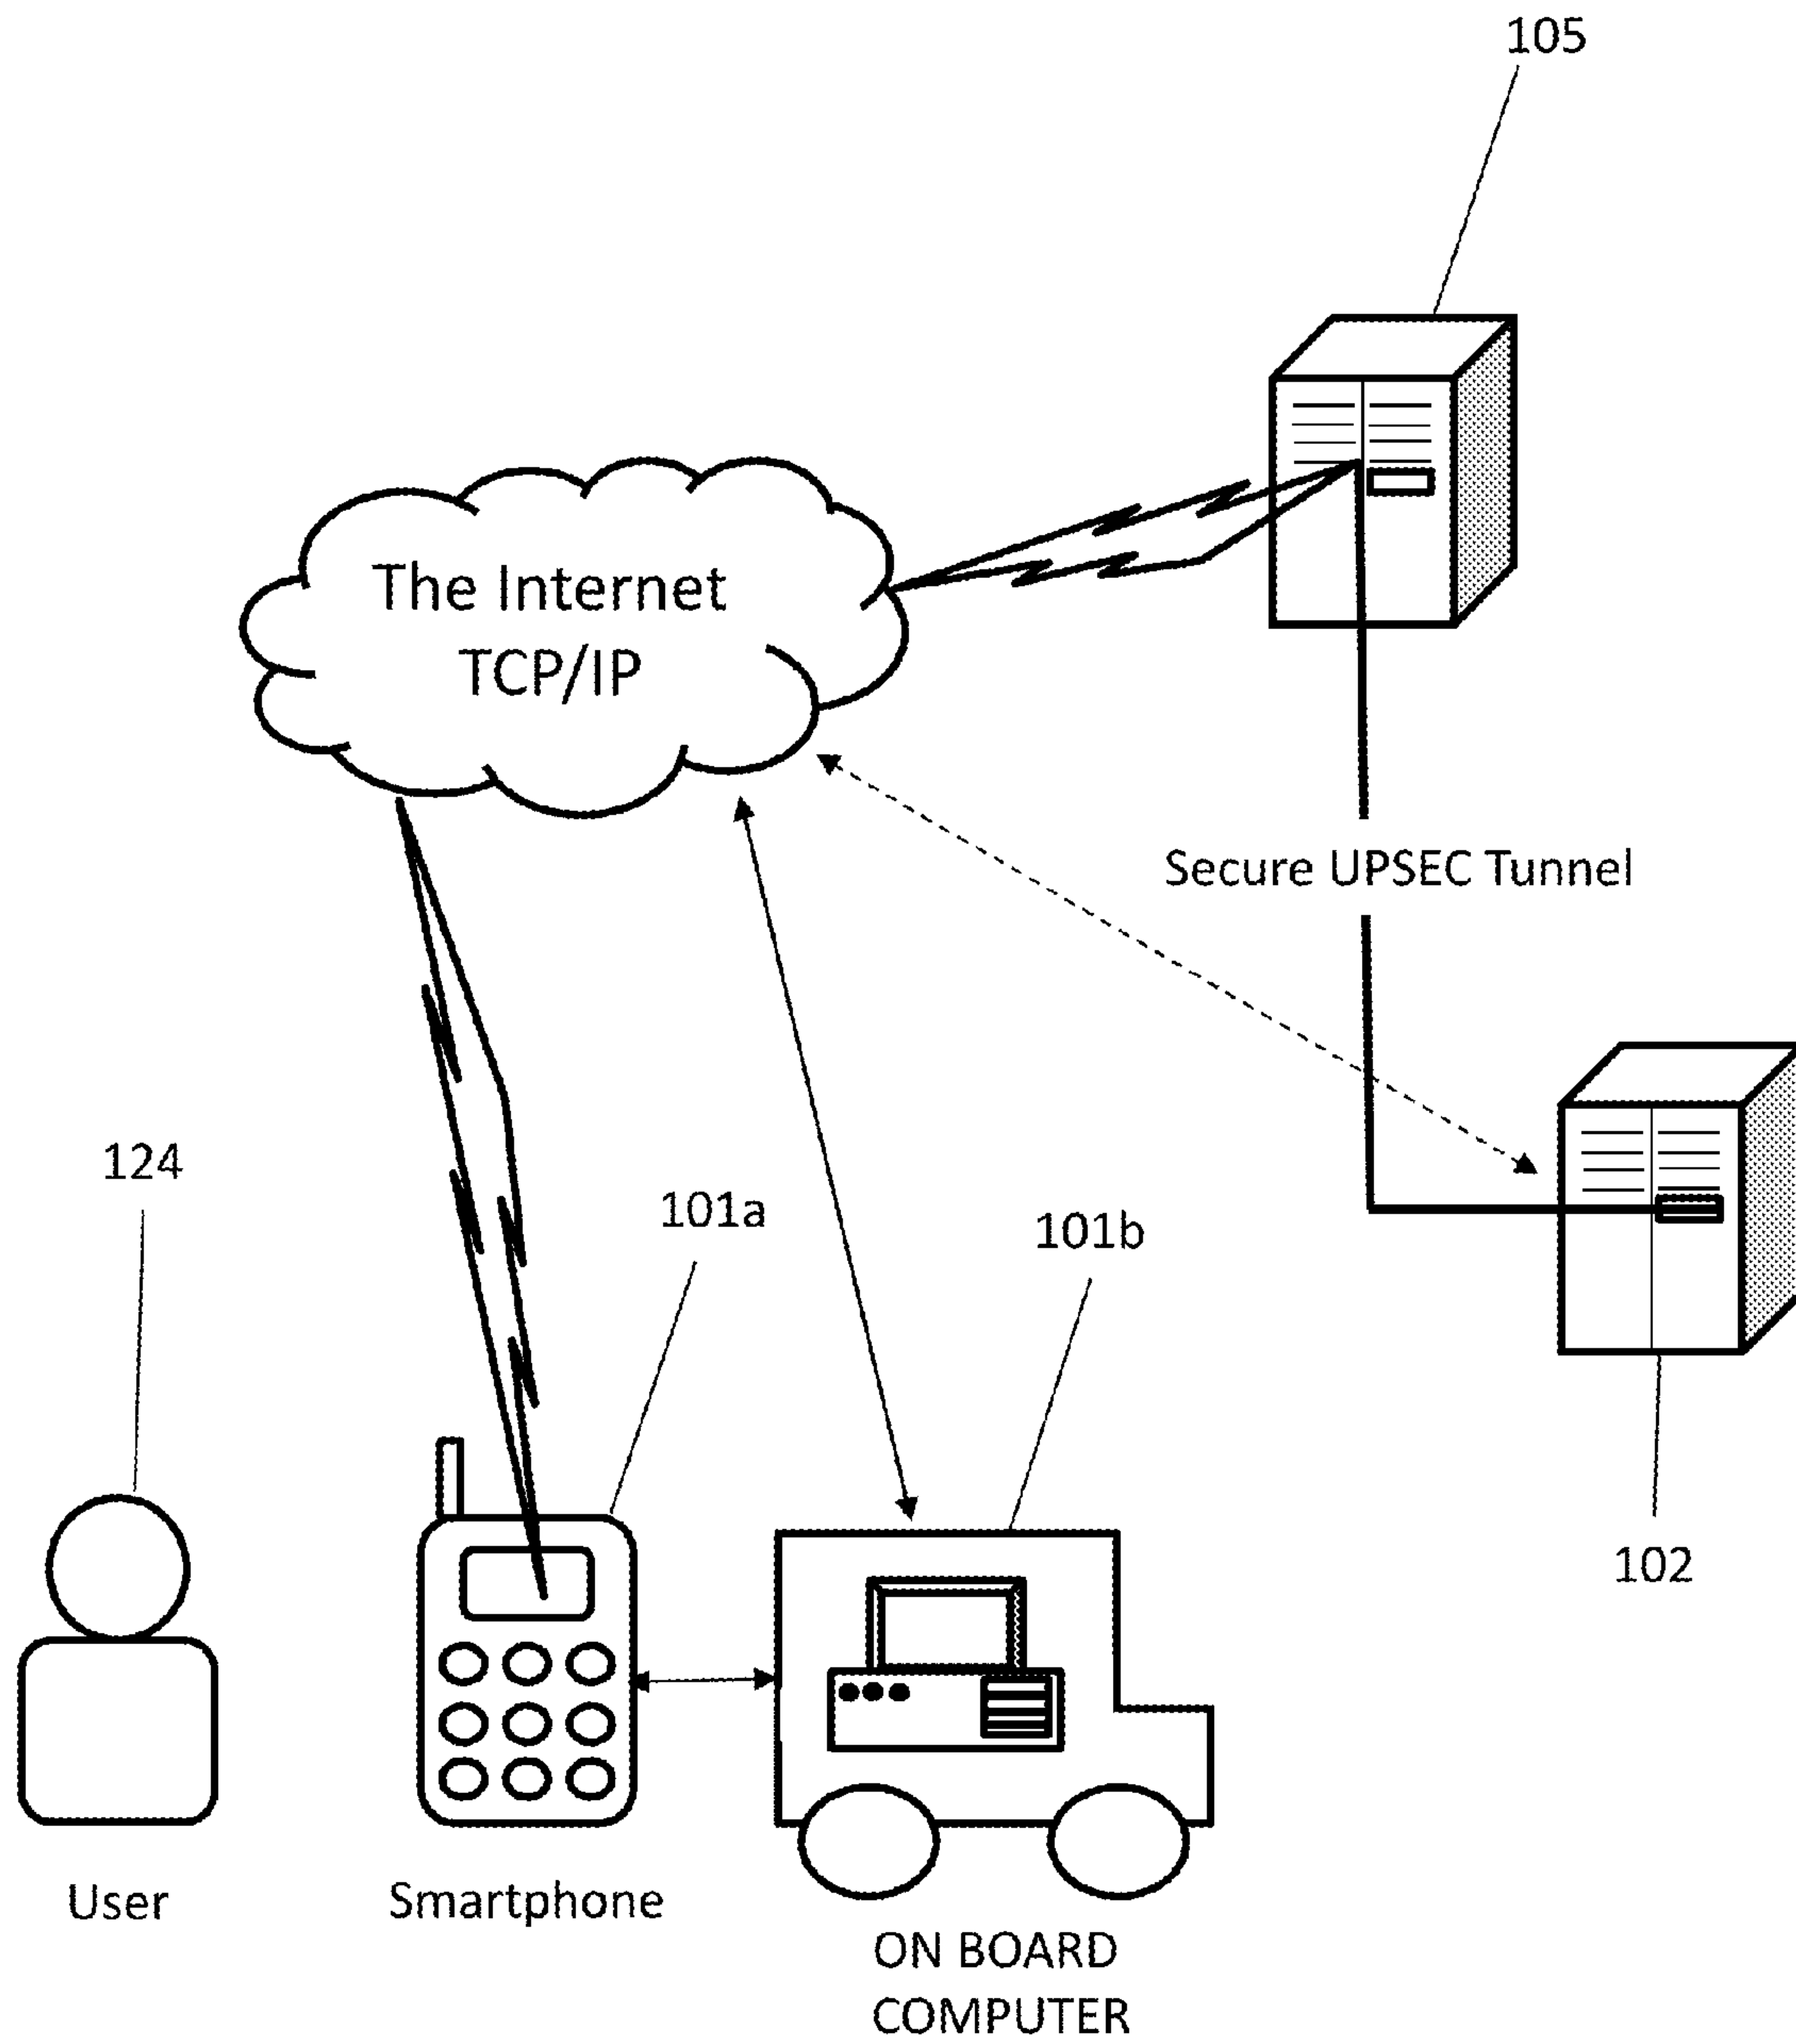 105
The Internet
TCP/IP
Secure UPSEC Tunnel
124
101a
101b
102
User
Smartphone
ON BOARD
COMPUTER